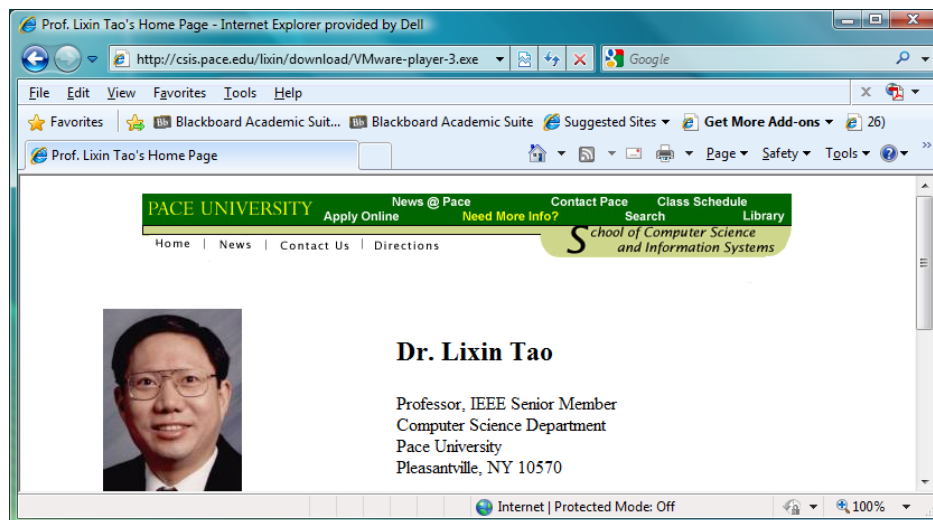 Prof. Lixin Tao's Home Page - Internet Explorer provided by Dell
http://csis.pace.edu/lixin/download/VMware-player-3.exe Google
File Edit View Favorites Tools Help
Favorites Bb Blackboard Academic Suit... Bb Blackboard Academic Suite Suggested Sites Get More Add-ons 26)
Prof. Lixin Tao's Home Page Page Safety Tools »
PACE UNIVERSITY News @ Pace Contact Pace Class Schedule
Apply Online Need More Info? Search Library
Home | News | Contact Us | Directions
School of Computer Science
and Information Systems
Dr. Lixin Tao
Professor, IEEE Senior Member
Computer Science Department
Pace University
Pleasantville, NY 10570
Internet | Protected Mode: Off 100%